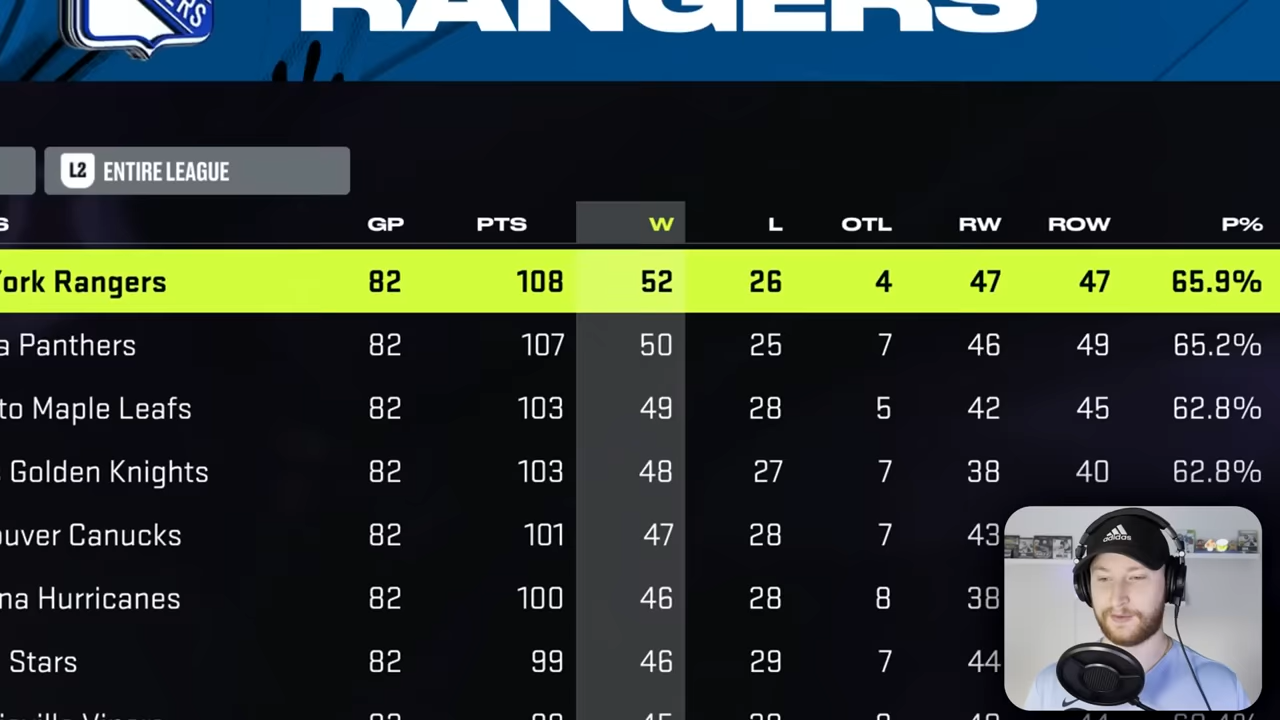 RANGERS
L2 ENTIRE LEAGUE
GP PTS W L OTL RW ROW P%
York Rangers 82 108 52 26 4 47 47 65.9%
a Panthers 82 107 50 25 7 46 49 65.2%
to Maple Leafs 82 103 49 28 5 42 45 62.8%
Golden Knights 82 103 48 27 7 38 40 62.8%
ouver Canucks 82 101 47 28 7 43
na Hurricanes 82 100 46 28 8 38
Stars 82 99 46 29 7 44
adidas